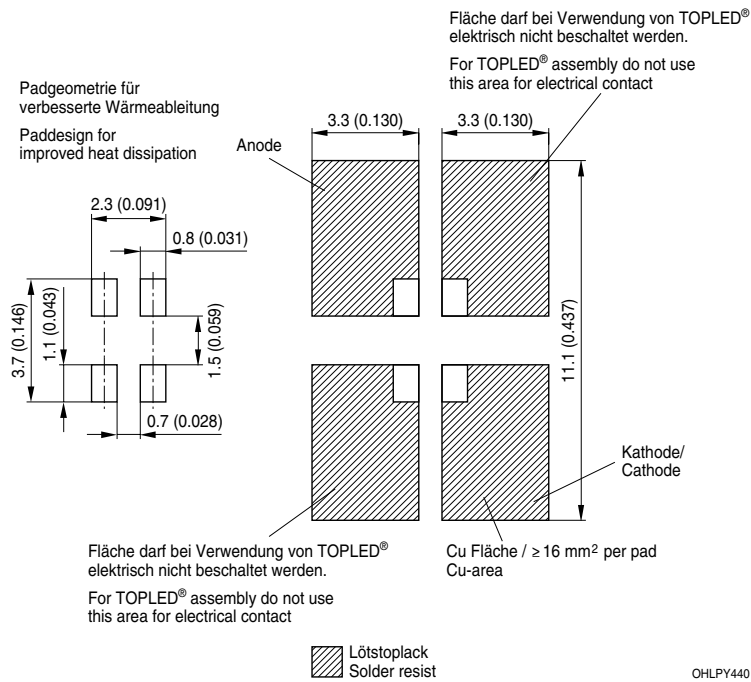 Fläche darf bei Verwendung von TOPLED®
elektrisch nicht beschaltet werden.
For TOPLED® assembly do not use
this area for electrical contact
Padgeometrie für
verbesserte Wärmeableitung
Paddesign for
improved heat dissipation
Anode
3.3 (0.130)
3.3 (0.130)
2.3 (0.091)
0.8 (0.031)
3.7 (0.146)
1.1 (0.043)
1.5 (0.059)
0.7 (0.028)
11.1 (0.437)
Kathode/
Cathode
Fläche darf bei Verwendung von TOPLED®
elektrisch nicht beschaltet werden.
For TOPLED® assembly do not use
this area for electrical contact
Cu Fläche / ≥ 16 mm² per pad
Cu-area
Lötstoplack
Solder resist
OHLPY440